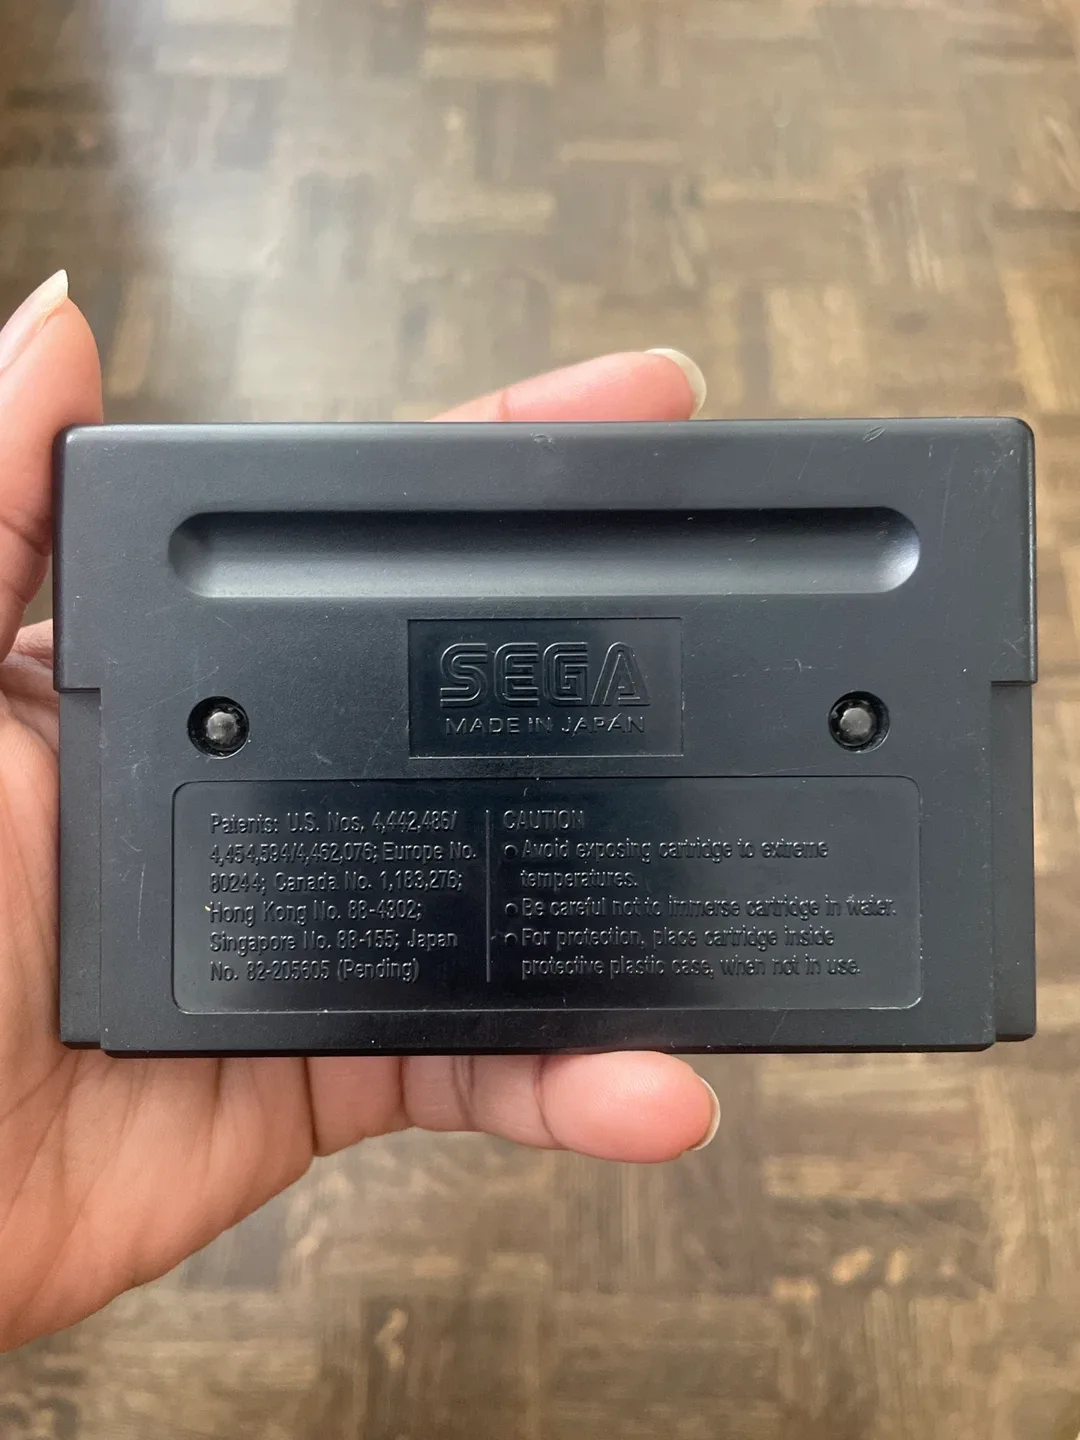 SEGA
MADE IN JAPAN
Patents: U.S. Nos. 4,442,486/
4,454,594/4,462,076; Europe No.
80244; Canada No. 1,183,276;
Hong Kong No. 88-4302;
Singapore No. 88-155; Japan
No. 82-205605 (Pending)
CAUTION
• Avoid exposing cartridge to extreme
temperatures.
• Be careful not to immerse cartridge in water.
• For protection, place cartridge inside
protective plastic case, when not in use.